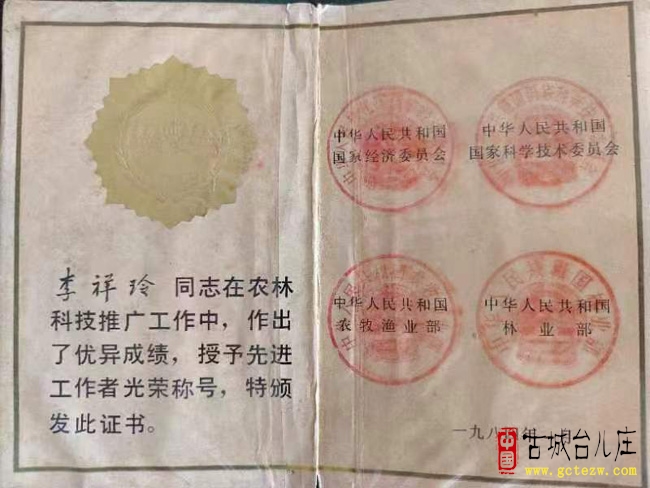 李祥玲 同志在农林
科技推广工作中，作出
了优异成绩，授予先进
工作者光荣称号，特颁
发此证书。
中华人民共和国
国家经济委员会
中华人民共和国
国家科学技术委员会
中华人民共和国
农牧渔业部
中华人民共和国
林业部
一九八
年
月
中国
古城台儿庄
www.gctezw.com